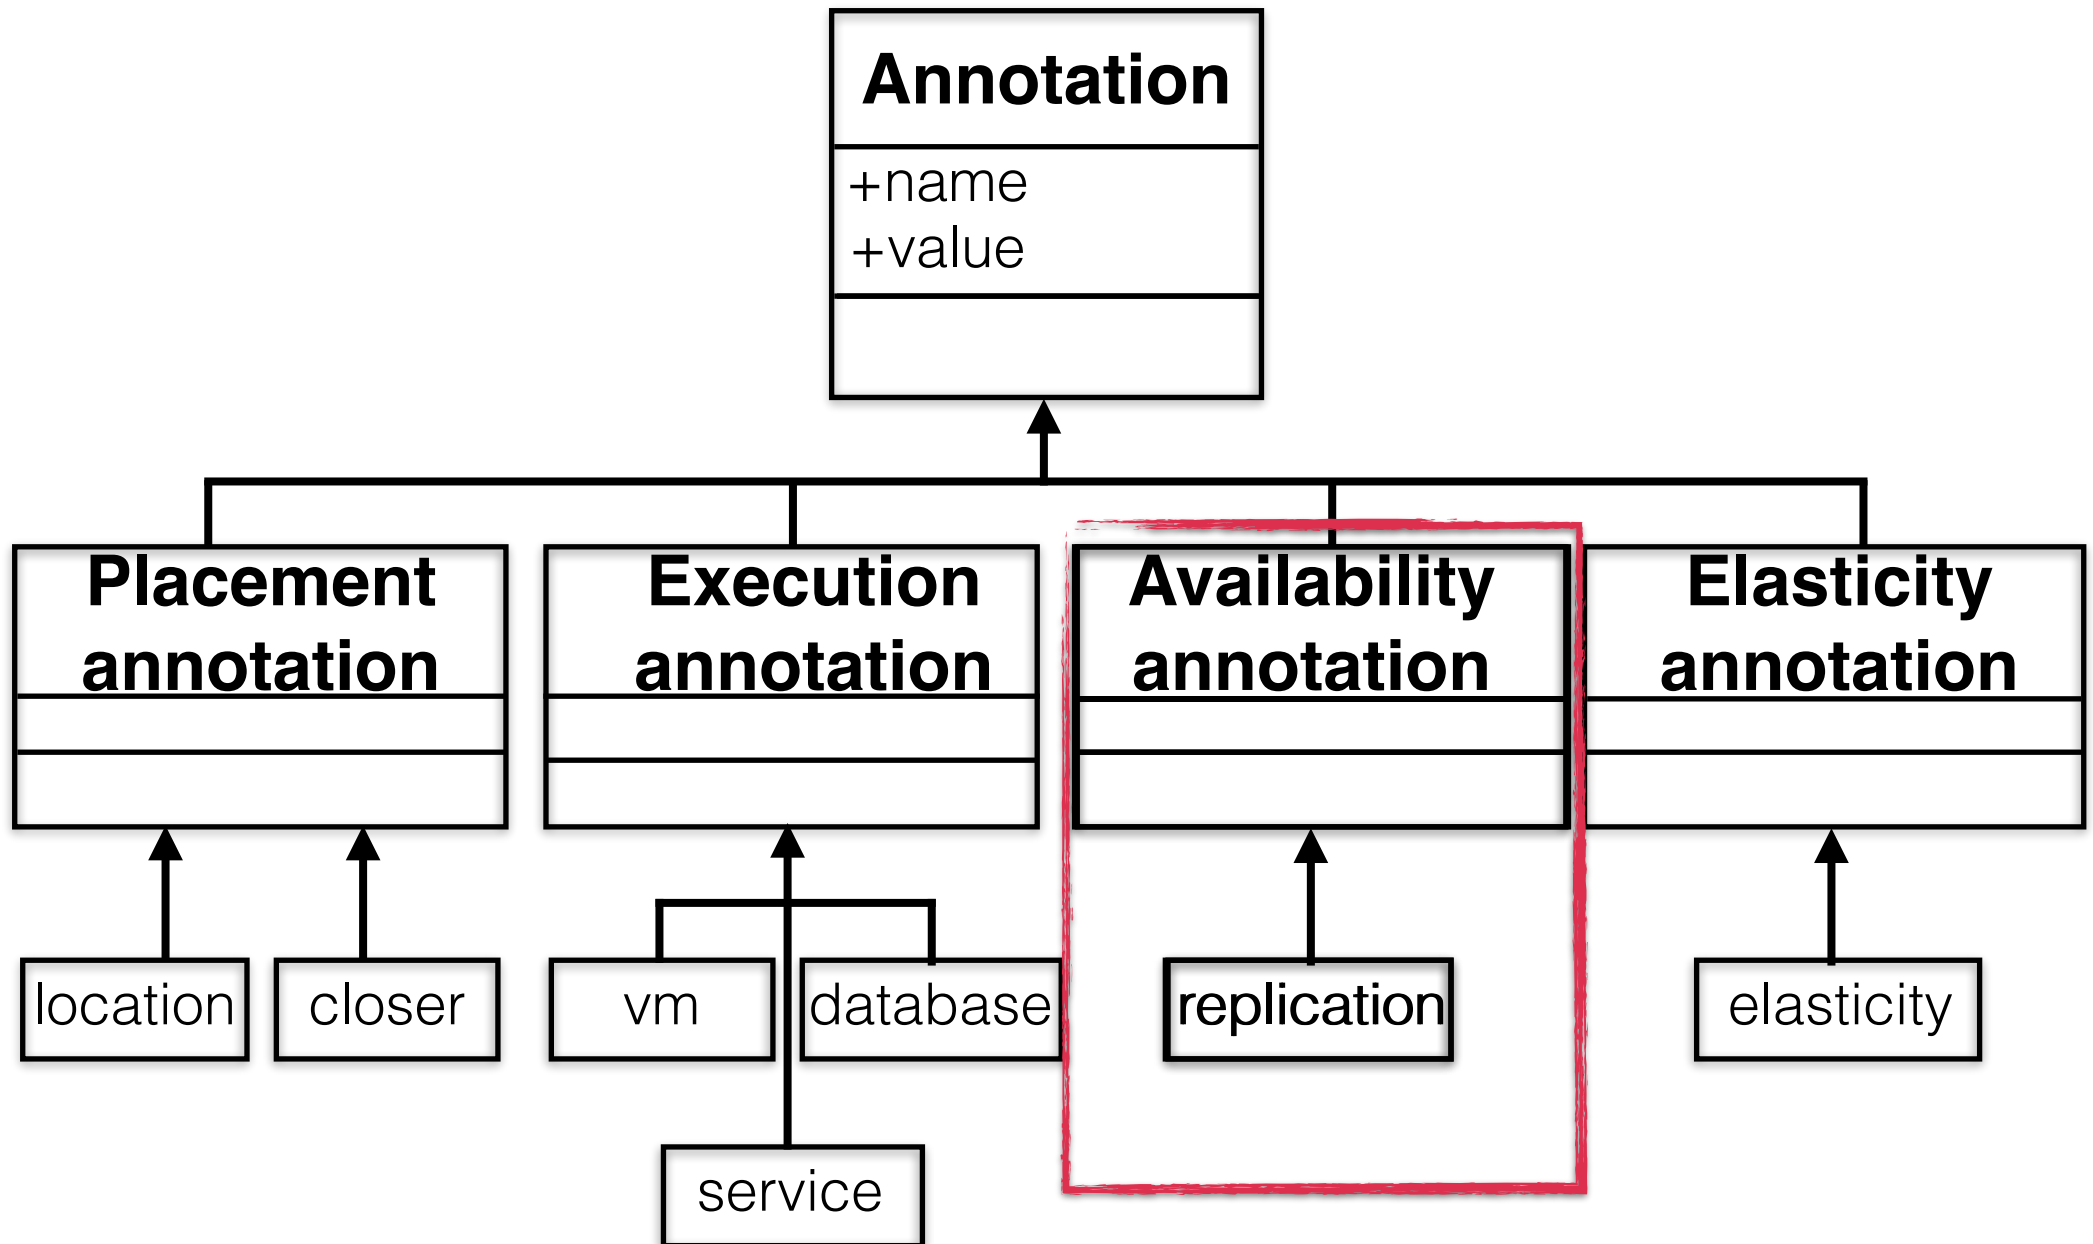 Annotation
+name
+value
Placement
annotation
Execution
annotation
Availability
annotation
Elasticity
annotation
location
closer
vm
database
replication
elasticity
service